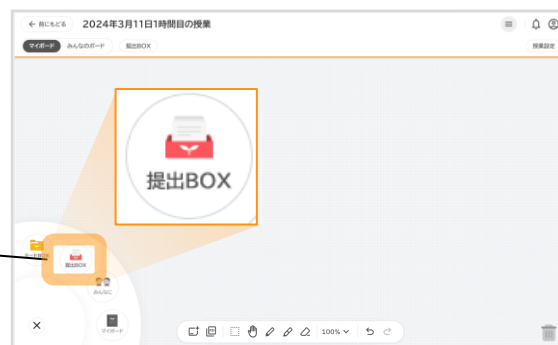 ← 前にもどる 2024年3月11日1時間目の授業
マイボード みんなのボード 提出BOX 授業設定
提出BOX
提出BOX
みんなに
マイボード
100%